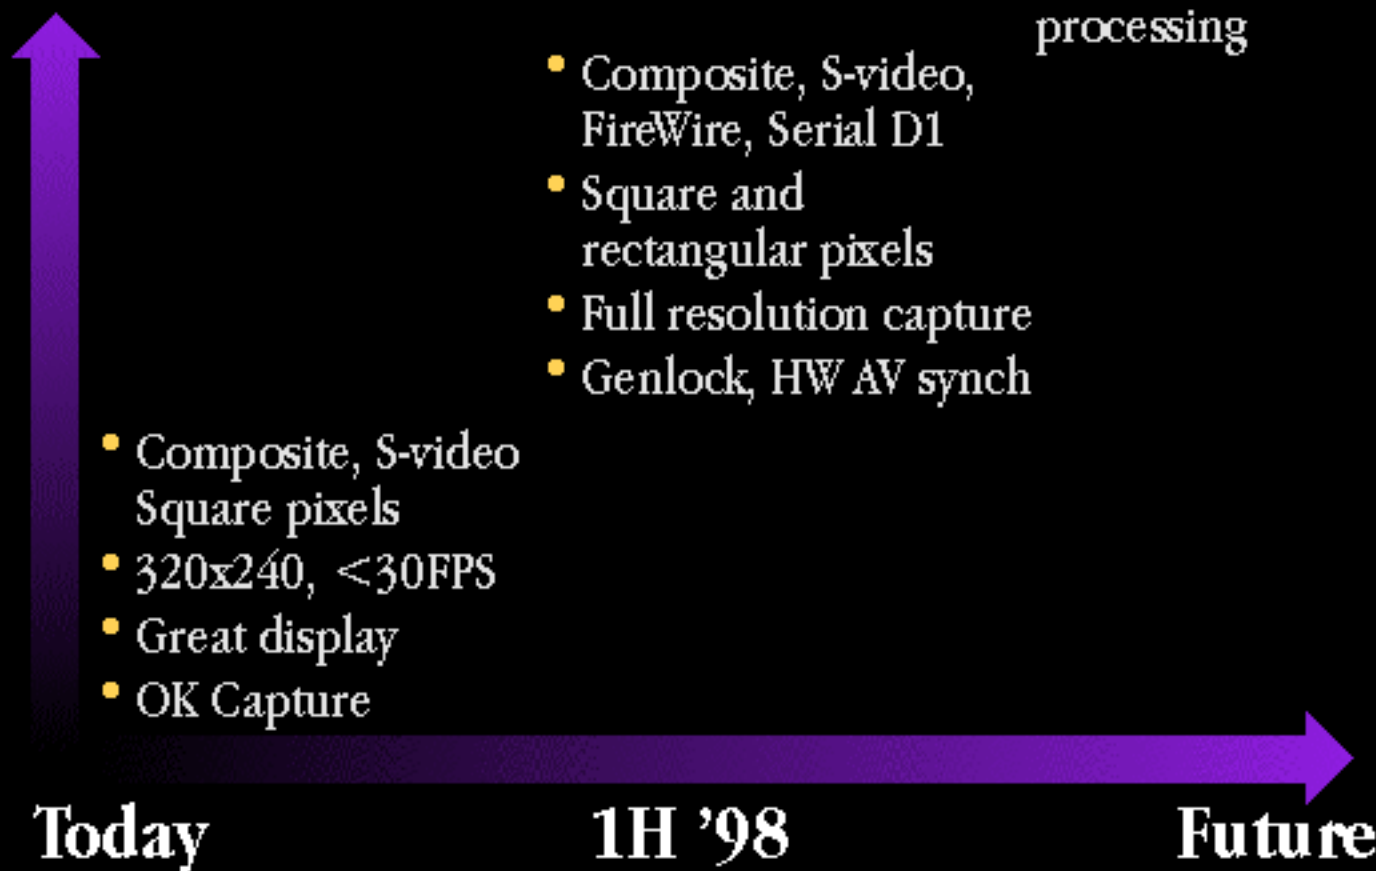 processing
• Composite, S-video,
FireWire, Serial D1
• Square and
rectangular pixels
• Full resolution capture
• Genlock, HW AV synch
• Composite, S-video
Square pixels
• 320x240, <30FPS
• Great display
• OK Capture
Today
1H ’98
Future